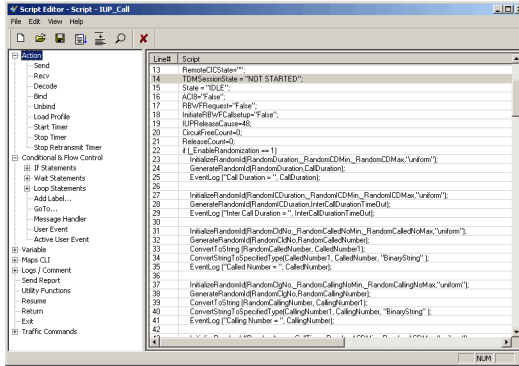 Script Editor - Script - IUP_Call
File Edit View Help
Action
Send
Recv
Decode
Bind
Unbind
Load Profile
Start Timer
Stop Timer
Stop Retransmit Timer
Conditional & Flow Control
If Statements
Wait Statements
Loop Statements
Add Label...
GoTo...
Message Handler
User Event
Active User Event
Variable
Maps CLI
Logs / Comment
Send Report
Utility Functions
Resume
Return
Exit
Traffic Commands
Line# Script
13 RemoteCICState="";
14 TDMSessionState = "NOT STARTED";
15 State = "IDLE";
16 ACI8="False";
17 RBWFRequest="False";
18 InitiateRBWFCallsetup="False";
19 IUPReleaseCause=48;
20 CircuitFreeCount=0;
21 ReleaseCount=0;
22 if (_EnableRandomization == 1)
23 InitializeRandomId(RandomDuration,_RandomCDMin,_RandomCDMax,"uniform");
24 GenerateRandomId(RandomDuration,CallDuration);
25 EventLog ("Call Duration = ", CallDuration);
26
27 InitializeRandomId(RandomICDuration,_RandomICDMin,_RandomICDMax,"uniform");
28 GenerateRandomId(RandomICDuration,InterCallDurationTimeOut);
29 EventLog ("Inter Call Duration = ", InterCallDurationTimeOut);
30
31 InitializeRandomId(RandomCldNo,_RandomCalledNoMin,_RandomCalledNoMax,"uniform");
32 GenerateRandomId(RandomCldNo,RandomCalledNumber);
33 ConvertToString (RandomCalledNumber, CalledNumber1);
34 ConvertStringToSpecifiedType(CalledNumber1, CalledNumber, "BinaryString" );
35 EventLog ("Called Number = ", CalledNumber);
36
37 InitializeRandomId(RandomClgNo,_RandomCallingNoMin,_RandomCallingNoMax,"uniform");
38 GenerateRandomId(RandomClgNo,RandomCallingNumber);
39 ConvertToString (RandomCallingNumber, CallingNumber1);
40 ConvertStringToSpecifiedType(CallingNumber1, CallingNumber, "BinaryString" );
41 EventLog ("Calling Number = ", CallingNumber);
42
NUM